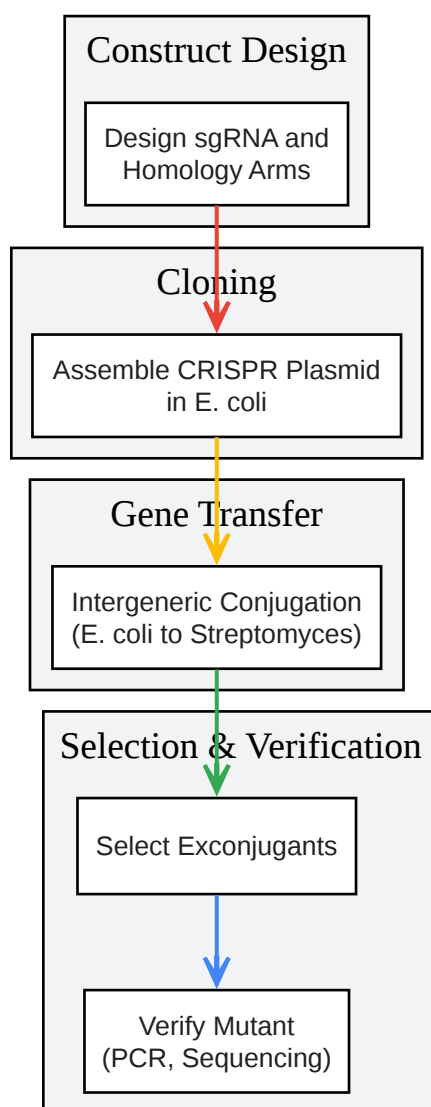 Construct Design
Design sgRNA and
Homology Arms
Cloning
Assemble CRISPR Plasmid
in E. coli
Gene Transfer
Intergeneric Conjugation
(E. coli to Streptomyces)
Selection & Verification
Select Exconjugants
Verify Mutant
(PCR, Sequencing)